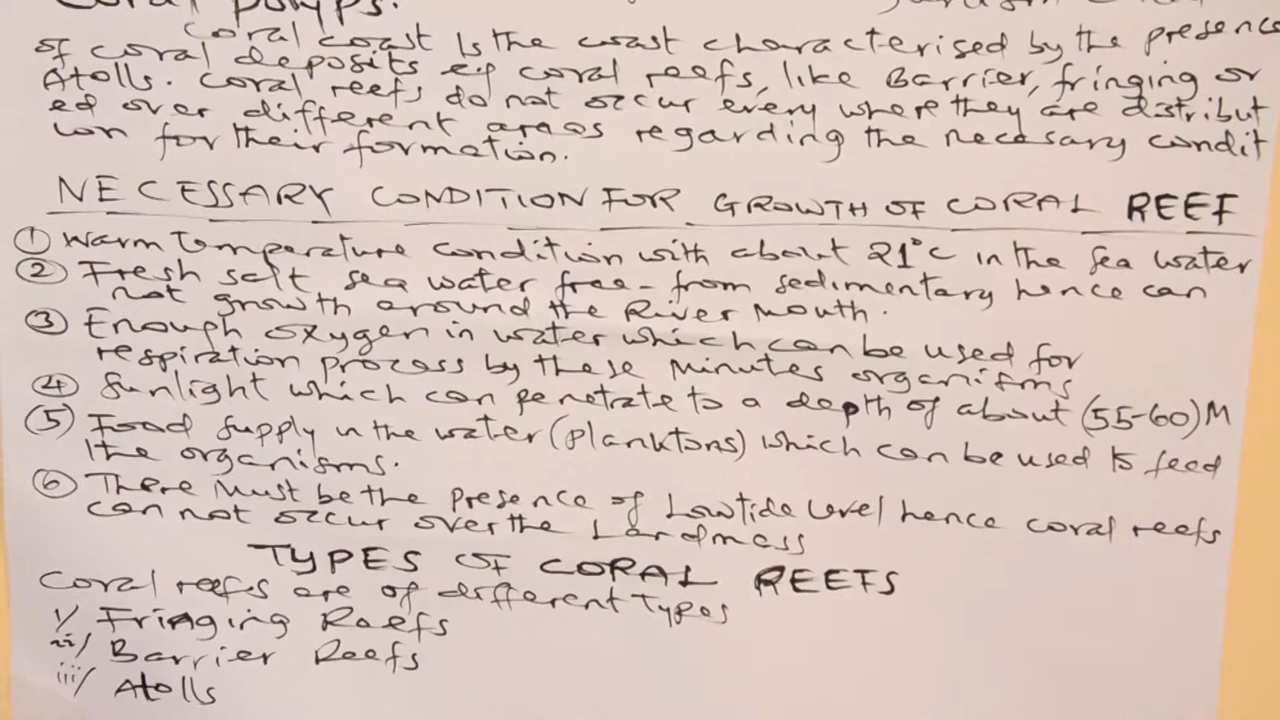 coral polyps.
Coral coast Is the coast characterised by the presence
of coral deposits eg coral reefs, like Barrier, fringing or
Atolls. Coral reefs do not occur every where they are distribut
ed over different areas regarding the necesary condit
ion for their formation.
NECESSARY CONDITION FOR GROWTH OF CORAL REEF
① Warm temperature condition with about 21°c in the sea water
② Fresh salt sea water free - from sedimentary hence can
not growth around the River mouth.
③ Enough oxygen in water which can be used for
respiration process by these minutes organisms
④ Sunlight which can penetrate to a depth of about (55-60)M
⑤ Food supply in the water (planktons) which can be used to feed
the organisms.
⑥ There Must be the presence of Lowtide level hence coral reefs
can not occur over the Landmass
TYPES OF CORAL REEFS
Coral reefs are of different Types
i/ Fringing Reefs
ii/ Barrier Reefs
iii/ Atolls